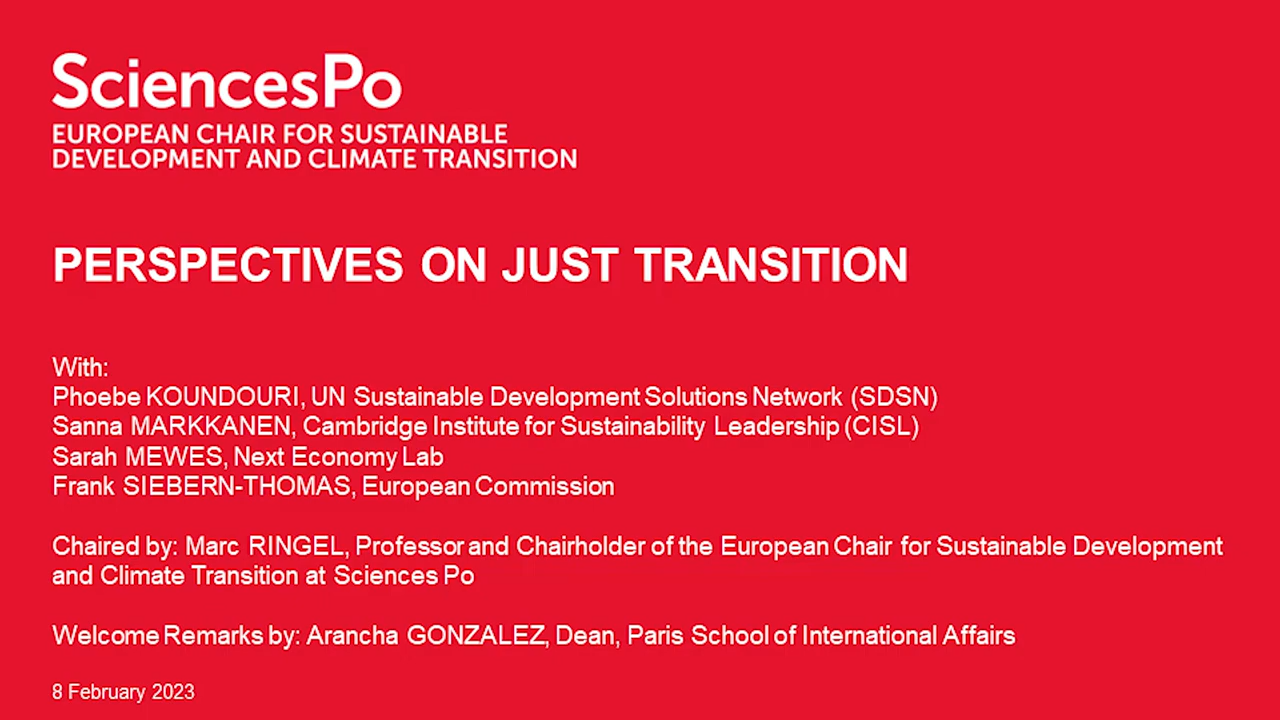 SciencesPo
EUROPEAN CHAIR FOR SUSTAINABLE
DEVELOPMENT AND CLIMATE TRANSITION
PERSPECTIVES ON JUST TRANSITION
With:
Phoebe KOUNDOURI, UN Sustainable Development Solutions Network (SDSN)
Sanna MARKKANEN, Cambridge Institute for Sustainability Leadership (CISL)
Sarah MEWES, Next Economy Lab
Frank SIEBERN-THOMAS, European Commission
Chaired by: Marc RINGEL, Professor and Chairholder of the European Chair for Sustainable Development
and Climate Transition at Sciences Po
Welcome Remarks by: Arancha GONZALEZ, Dean, Paris School of International Affairs
8 February 2023